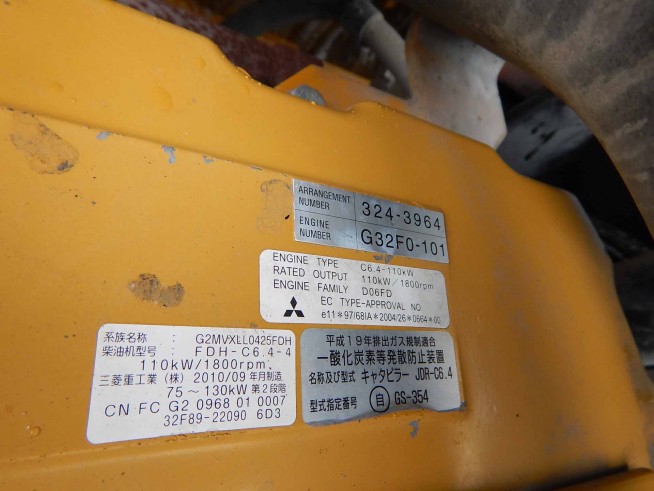 ARRANGEMENT NUMBER 324-3964
ENGINE NUMBER G32F0-101
ENGINE TYPE C6.4-110kW
RATED OUTPUT 110kW/1800rpm
ENGINE FAMILY D06FD
EC TYPE-APPROVAL NO.
e11*97/68IA*2004/26*0664*00
系族名称: G2MVXLL0425FDH
柴油机型号: FDH-C6.4-4
110kW/1800rpm、
三菱重工業(株) 2010/09 年月制造
75～130kW 第2段階
CN FC G2 0968 01 0007
32F89-22090 6D3
平成19年排出ガス規制適合
一酸化炭素等発散防止装置
名称及び型式 キャタピラー JDR-C6.4
型式指定番号 自 GS-354